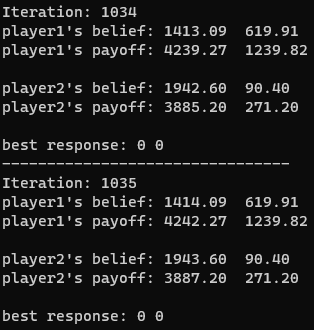 Iteration: 1034
player1's belief: 1413.09  619.91
player1's payoff: 4239.27  1239.82

player2's belief: 1942.60  90.40
player2's payoff: 3885.20  271.20

best response: 0 0
--------------------------------
Iteration: 1035
player1's belief: 1414.09  619.91
player1's payoff: 4242.27  1239.82

player2's belief: 1943.60  90.40
player2's payoff: 3887.20  271.20

best response: 0 0